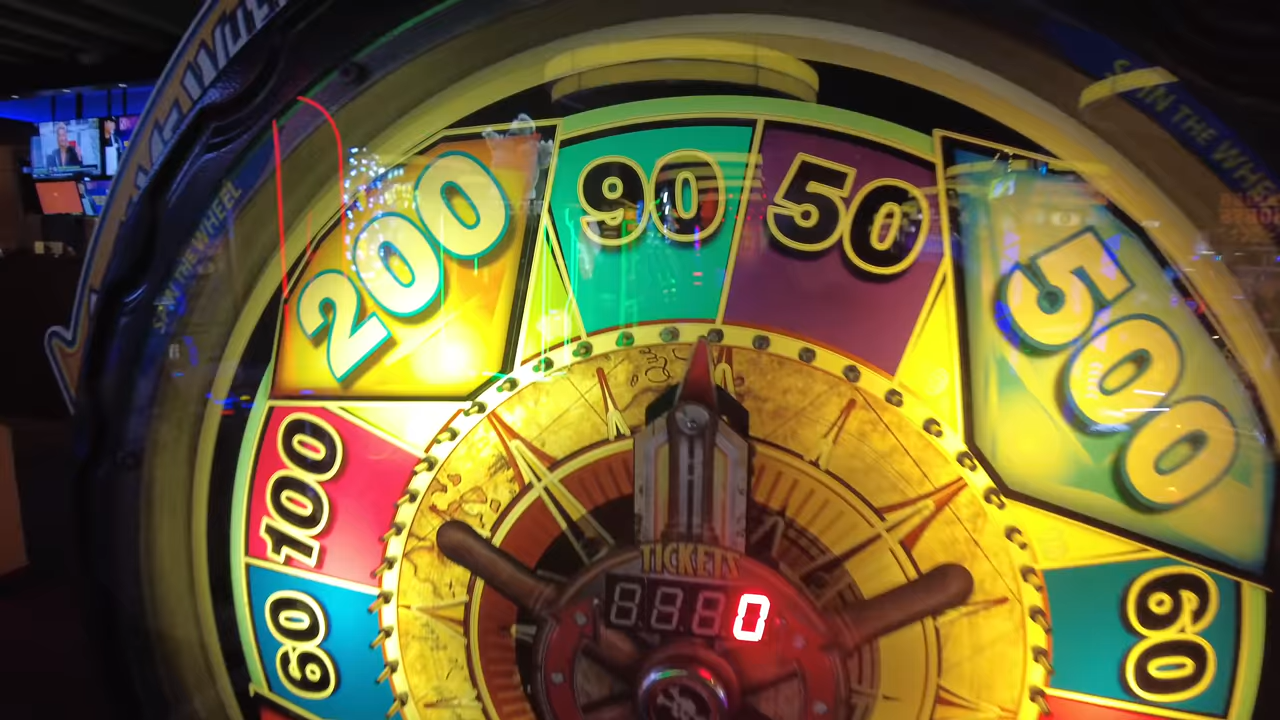 SPIN THE WHEEL
SPIN THE WHEEL
200
90
50
500
100
60
60
TICKETS
0